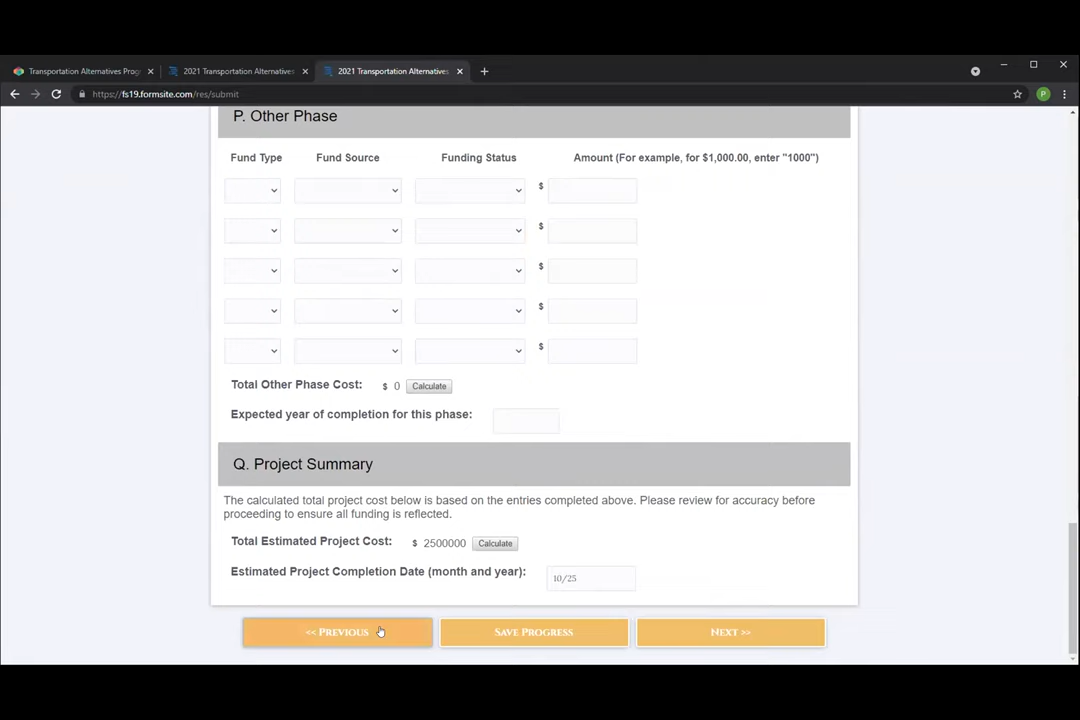 Transportation Alternatives Prog
2021 Transportation Alternatives
2021 Transportation Alternatives
https://fs19.formsite.com/res/submit
P
P. Other Phase
Fund Type Fund Source Funding Status Amount (For example, for $1,000.00, enter "1000")
$
$
$
$
$
Total Other Phase Cost: $ 0 Calculate
Expected year of completion for this phase:
Q. Project Summary
The calculated total project cost below is based on the entries completed above. Please review for accuracy before
proceeding to ensure all funding is reflected.
Total Estimated Project Cost: $ 2500000 Calculate
Estimated Project Completion Date (month and year): 10/25
<< Previous Save Progress Next >>